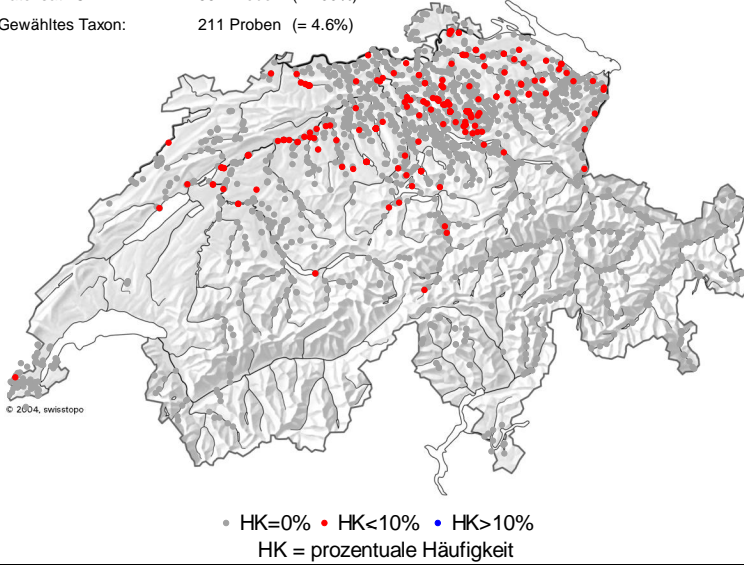 Gewähltes Taxon: 211 Proben (= 4.6%)
© 2004, swisstopo
HK=0% HK<10% HK>10%
HK = prozentuale Häufigkeit